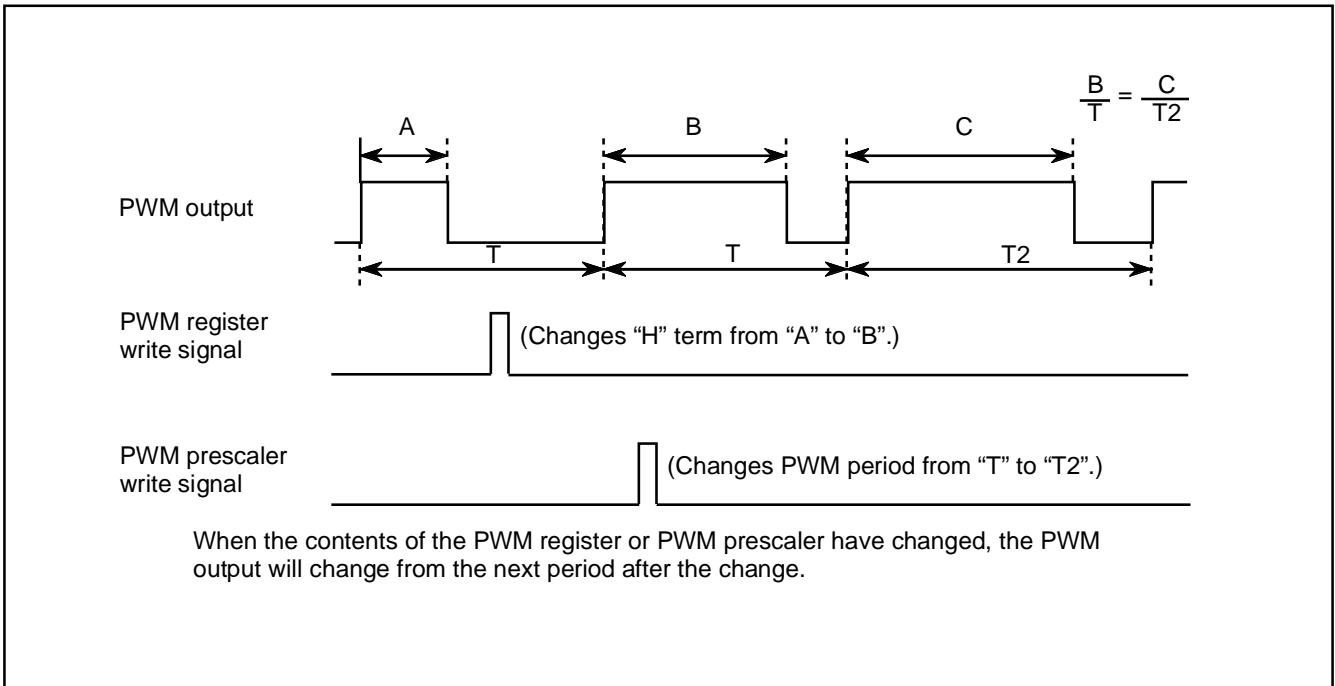 B/T = C/T2
A B C
PWM output
T T T2
PWM register
write signal
(Changes “H” term from “A” to “B”.)
PWM prescaler
write signal
(Changes PWM period from “T” to “T2”.)
When the contents of the PWM register or PWM prescaler have changed, the PWM
output will change from the next period after the change.